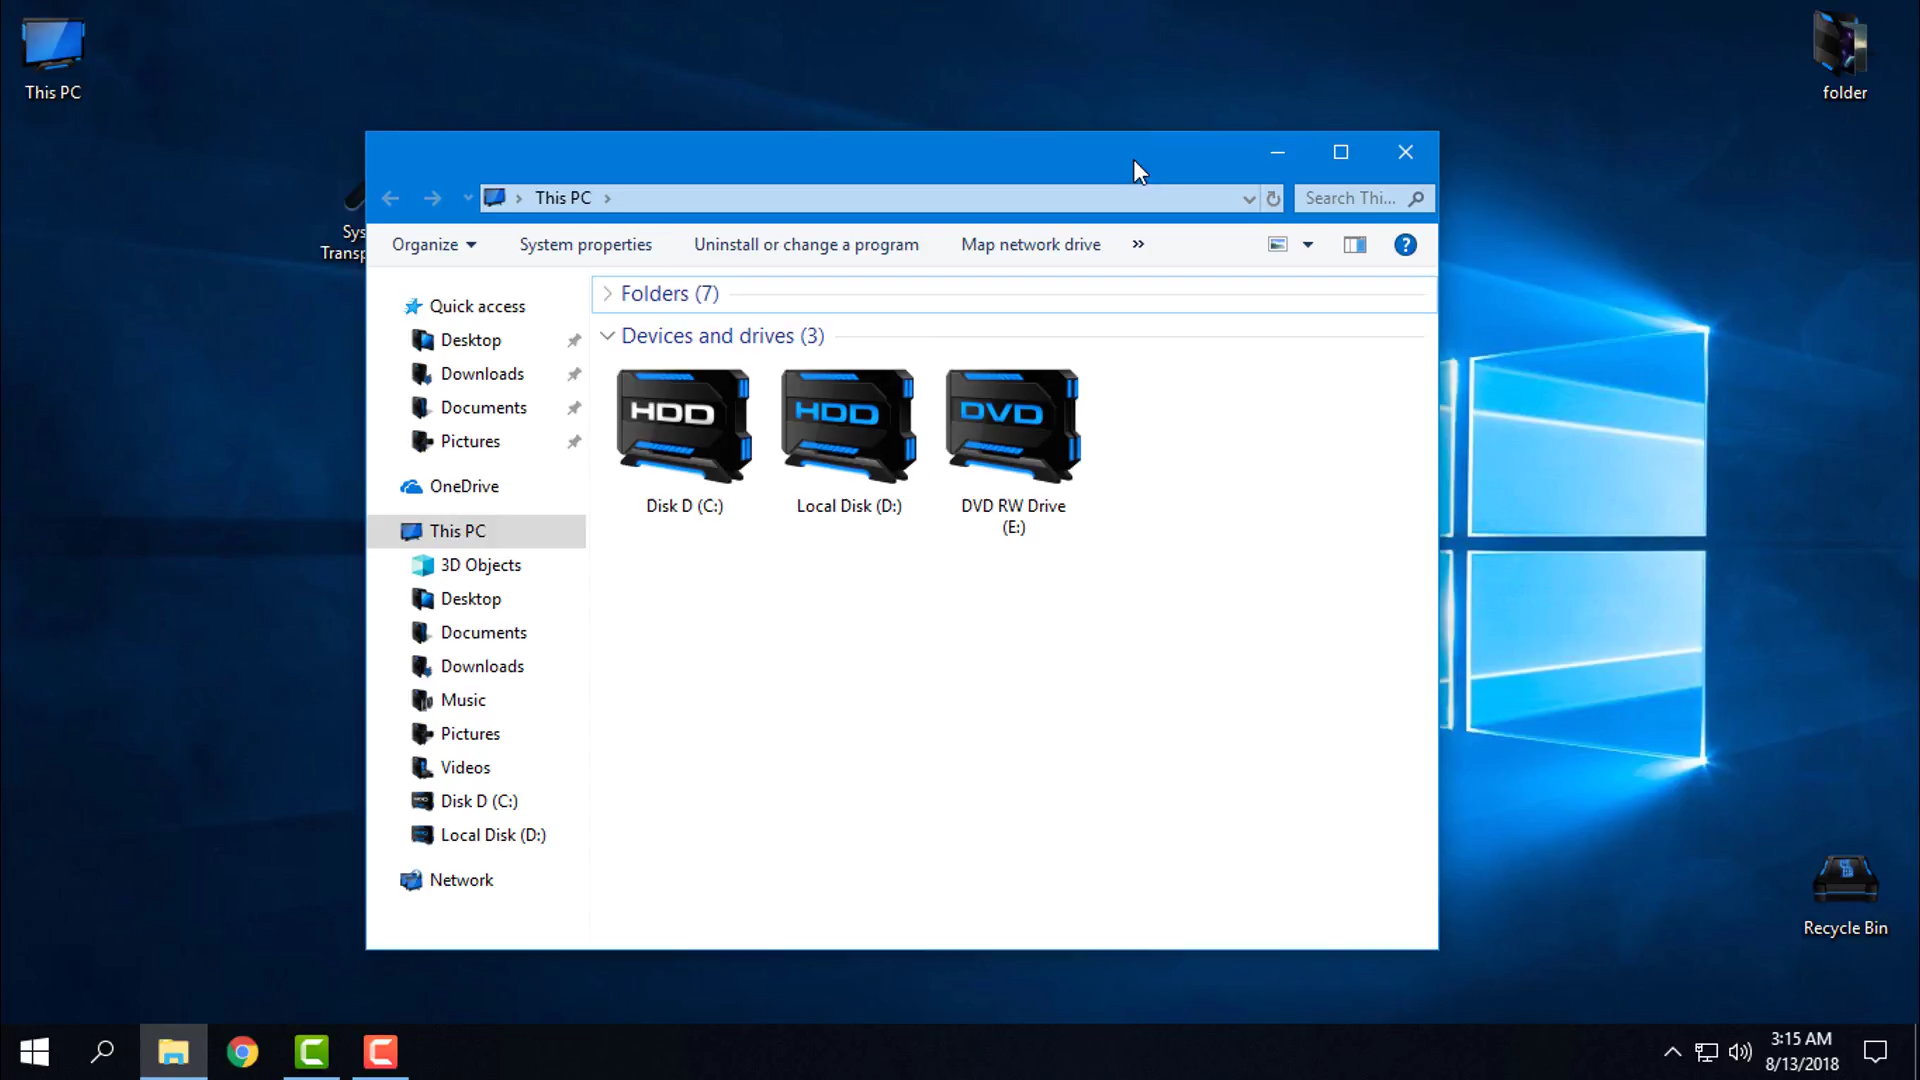 This PC
folder
Sys
Transp
This PC
Search Thi...
Organize
System properties
Uninstall or change a program
Map network drive
»
?
Quick access
Desktop
Downloads
Documents
Pictures
OneDrive
This PC
3D Objects
Desktop
Documents
Downloads
Music
Pictures
Videos
Disk D (C:)
Local Disk (D:)
Network
Folders (7)
Devices and drives (3)
HDD
HDD
DVD
Disk D (C:)
Local Disk (D:)
DVD RW Drive
(E:)
Recycle Bin
3:15 AM
8/13/2018